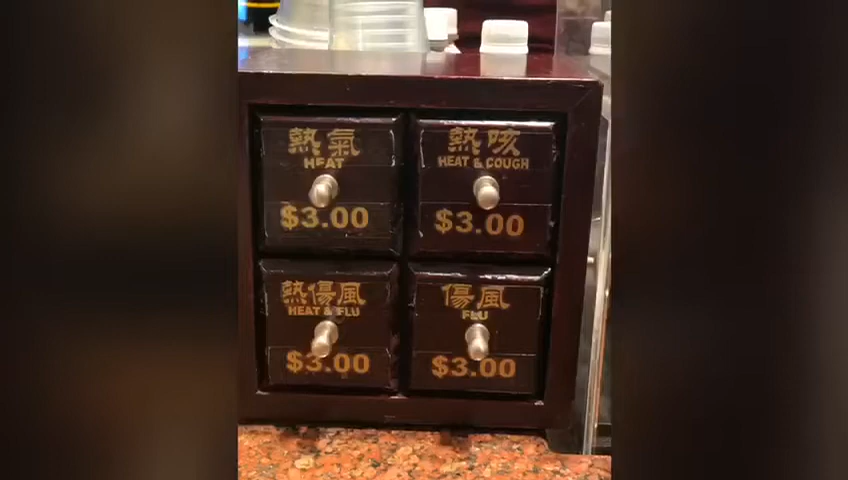 熱氣
HEAT
$3.00
熱咳
HEAT & COUGH
$3.00
熱傷風
HEAT & FLU
$3.00
傷風
FLU
$3.00